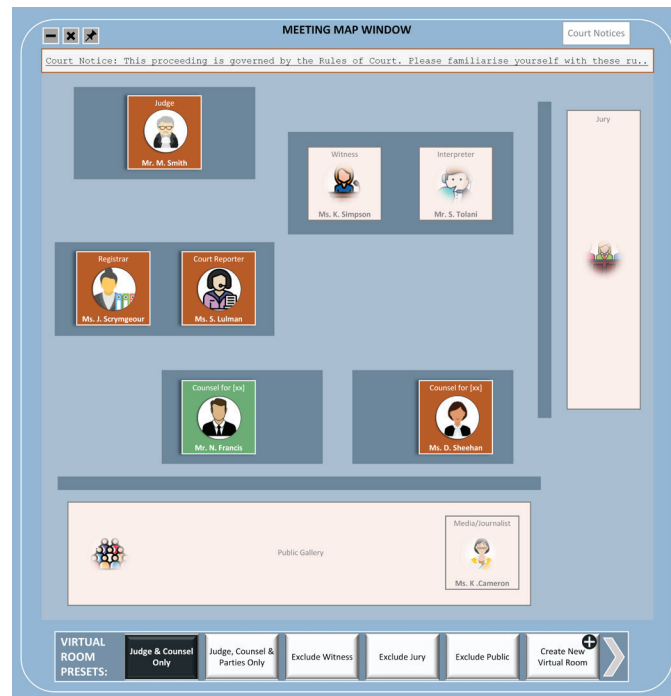 MEETING MAP WINDOW
Court Notices
Court Notice: This proceeding is governed by the Rules of Court. Please familiarise yourself with these ru..
Judge
Mr. M. Smith
Witness
Ms. K. Simpson
Interpreter
Mr. S. Tolani
Jury
Registrar
Ms. J. Scrymgeour
Court Reporter
Ms. S. Lulman
Counsel for [xx]
Mr. N. Francis
Counsel for [xx]
Ms. D. Sheehan
Public Gallery
Media/Journalist
Ms. K .Cameron
VIRTUAL
ROOM
PRESETS:
Judge & Counsel
Only
Judge, Counsel &
Parties Only
Exclude Witness
Exclude Jury
Exclude Public
Create New
Virtual Room